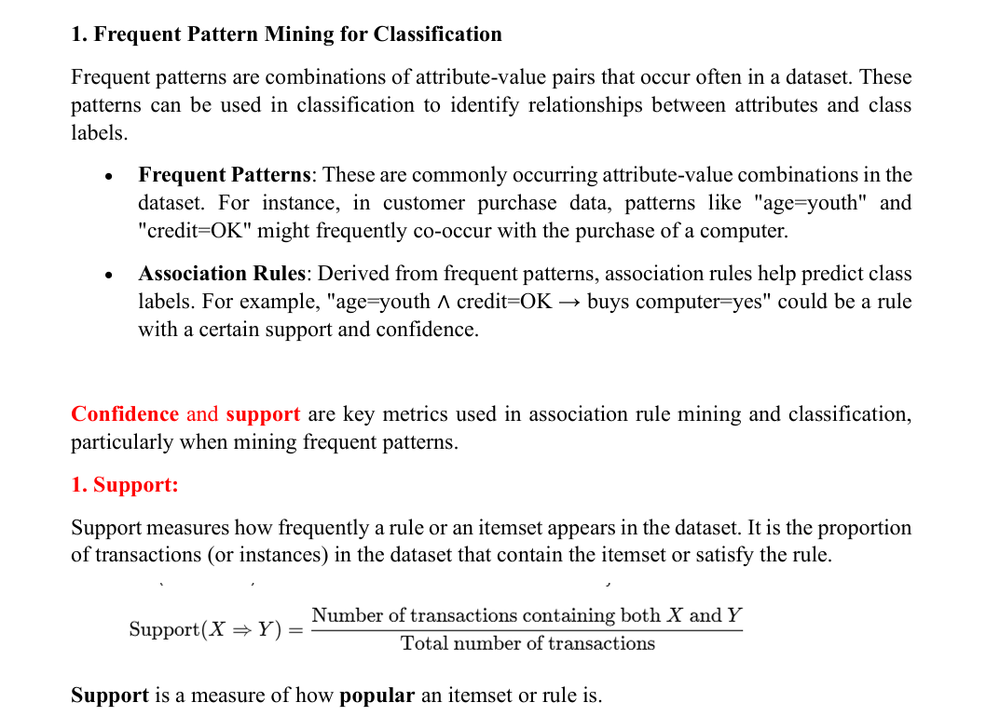 1. Frequent Pattern Mining for Classification
Frequent patterns are combinations of attribute-value pairs that occur often in a dataset. These
patterns can be used in classification to identify relationships between attributes and class
labels.
• Frequent Patterns: These are commonly occurring attribute-value combinations in the
dataset. For instance, in customer purchase data, patterns like "age=youth" and
"credit=OK" might frequently co-occur with the purchase of a computer.
• Association Rules: Derived from frequent patterns, association rules help predict class
labels. For example, "age=youth ∧ credit=OK → buys computer=yes" could be a rule
with a certain support and confidence.
Confidence and support are key metrics used in association rule mining and classification,
particularly when mining frequent patterns.
1. Support:
Support measures how frequently a rule or an itemset appears in the dataset. It is the proportion
of transactions (or instances) in the dataset that contain the itemset or satisfy the rule.
Number of transactions containing both X and Y
Support(X ⇒ Y) =
Total number of transactions
Support is a measure of how popular an itemset or rule is.